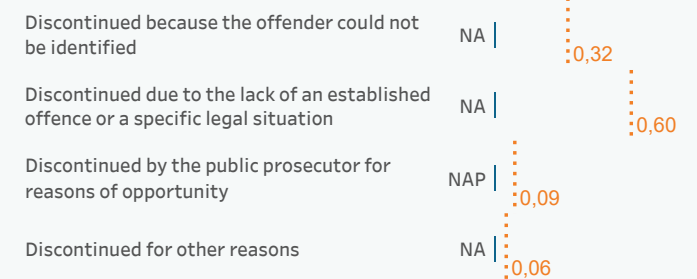 Discontinued because the offender could not
be identified
NA
0,32
Discontinued due to the lack of an established
offence or a specific legal situation
NA
0,60
Discontinued by the public prosecutor for
reasons of opportunity
NAP
0,09
Discontinued for other reasons
NA
0,06